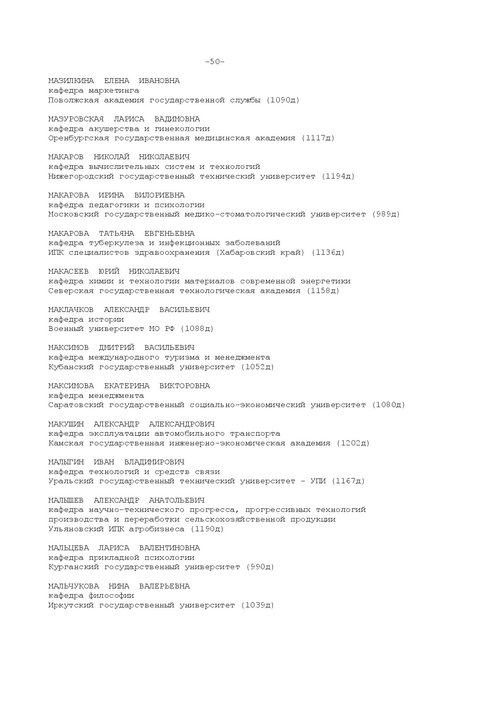 -50-
МАЗИЛКИНА ЕЛЕНА ИВАНОВНА
кафедра маркетинга
Поволжская академия государственной службы (1090д)
МАЗУРОВСКАЯ ЛАРИСА ВАДИМОВНА
кафедра акушерства и гинекологии
Оренбургская государственная медицинская академия (1117д)
МАКАРОВ НИКОЛАЙ НИКОЛАЕВИЧ
кафедра вычислительных систем и технологий
Нижегородский государственный технический университет (1194д)
МАКАРОВА ИРИНА ВИЛОРИЕВНА
кафедра педагогики и психологии
Московский государственный медико-стоматологический университет (989д)
МАКАРОВА ТАТЬЯНА ЕВГЕНЬЕВНА
кафедра туберкулеза и инфекционных заболеваний
ИПК специалистов здравоохранения (Хабаровский край) (1136д)
МАКАСЕЕВ ЮРИЙ НИКОЛАЕВИЧ
кафедра химии и технологии материалов современной энергетики
Северская государственная технологическая академия (1158д)
МАКЛАЧКОВ АЛЕКСАНДР ВАСИЛЬЕВИЧ
кафедра истории
Военный университет МО РФ (1088д)
МАКСИМОВ ДМИТРИЙ ВАСИЛЬЕВИЧ
кафедра международного туризма и менеджмента
Кубанский государственный университет (1052д)
МАКСИМОВА ЕКАТЕРИНА ВИКТОРОВНА
кафедра менеджмента
Саратовский государственный социально-экономический университет (1080д)
МАКУШИН АЛЕКСАНДР АЛЕКСАНДРОВИЧ
кафедра эксплуатации автомобильного транспорта
Камская государственная инженерно-экономическая академия (1202д)
МАЛЫГИН ИВАН ВЛАДИМИРОВИЧ
кафедра технологий и средств связи
Уральский государственный технический университет - УПИ (1167д)
МАЛЫШЕВ АЛЕКСАНДР АНАТОЛЬЕВИЧ
кафедра научно-технического прогресса, прогрессивных технологий
производства и переработки сельскохозяйственной продукции
Ульяновский ИПК агробизнеса (1190д)
МАЛЬЦЕВА ЛАРИСА ВАЛЕНТИНОВНА
кафедра прикладной психологии
Курганский государственный университет (990д)
МАЛЬЧУКОВА НИНА ВАЛЕРЬЕВНА
кафедра философии
Иркутский государственный университет (1039д)